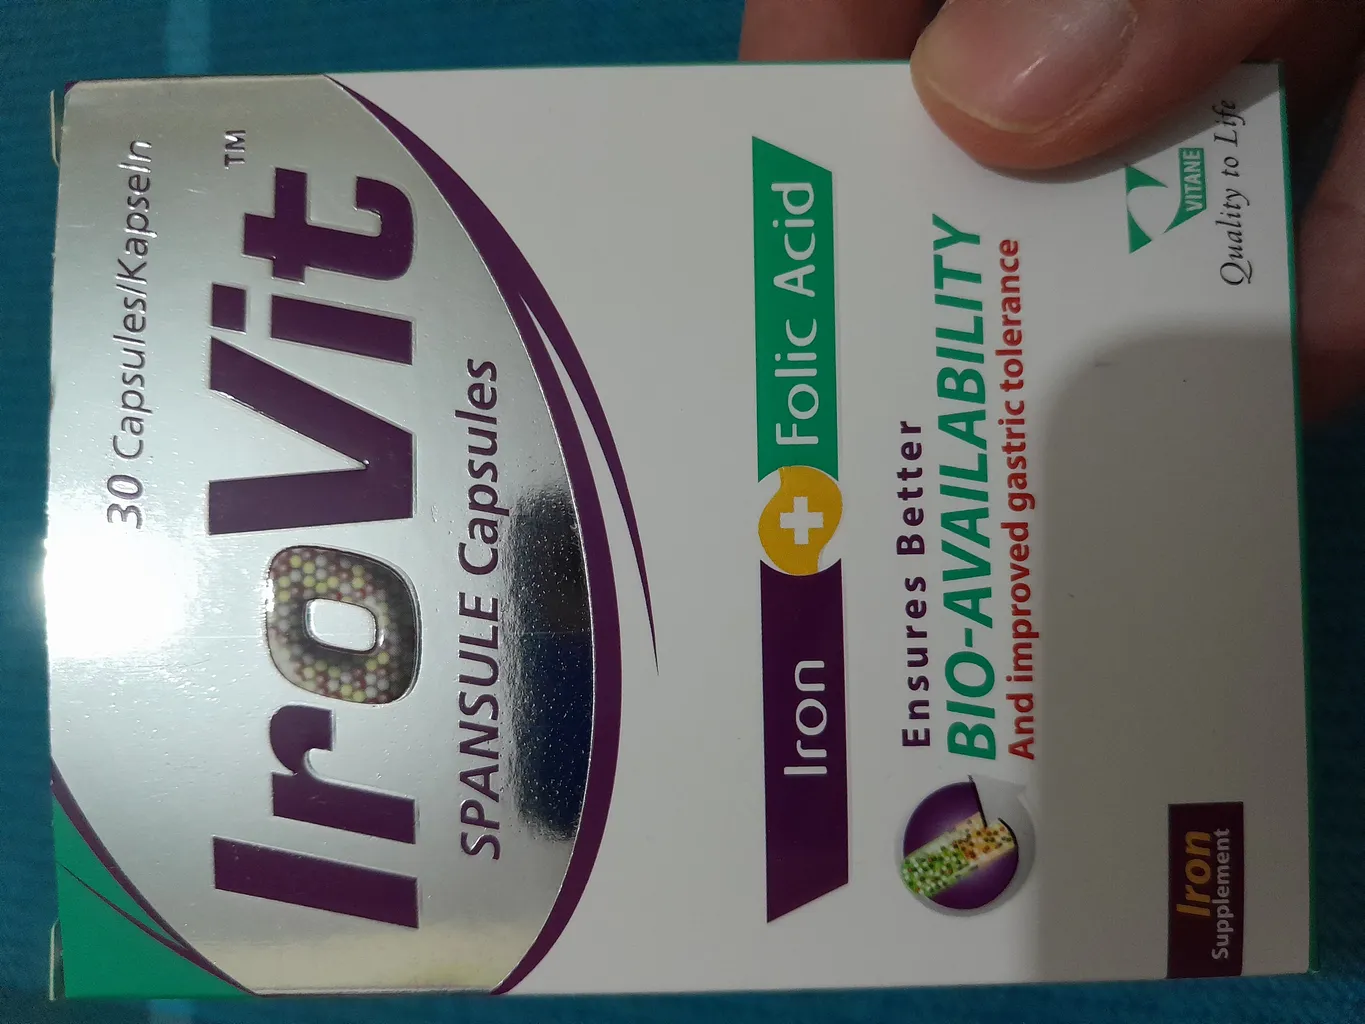 30 Capsules/Kapseln
IroVit™
SPANSULE Capsules
Iron + Folic Acid
Ensures Better
BIO-AVAILABILITY
And improved gastric tolerance
Iron
Supplement
VITANE
Quality to Life